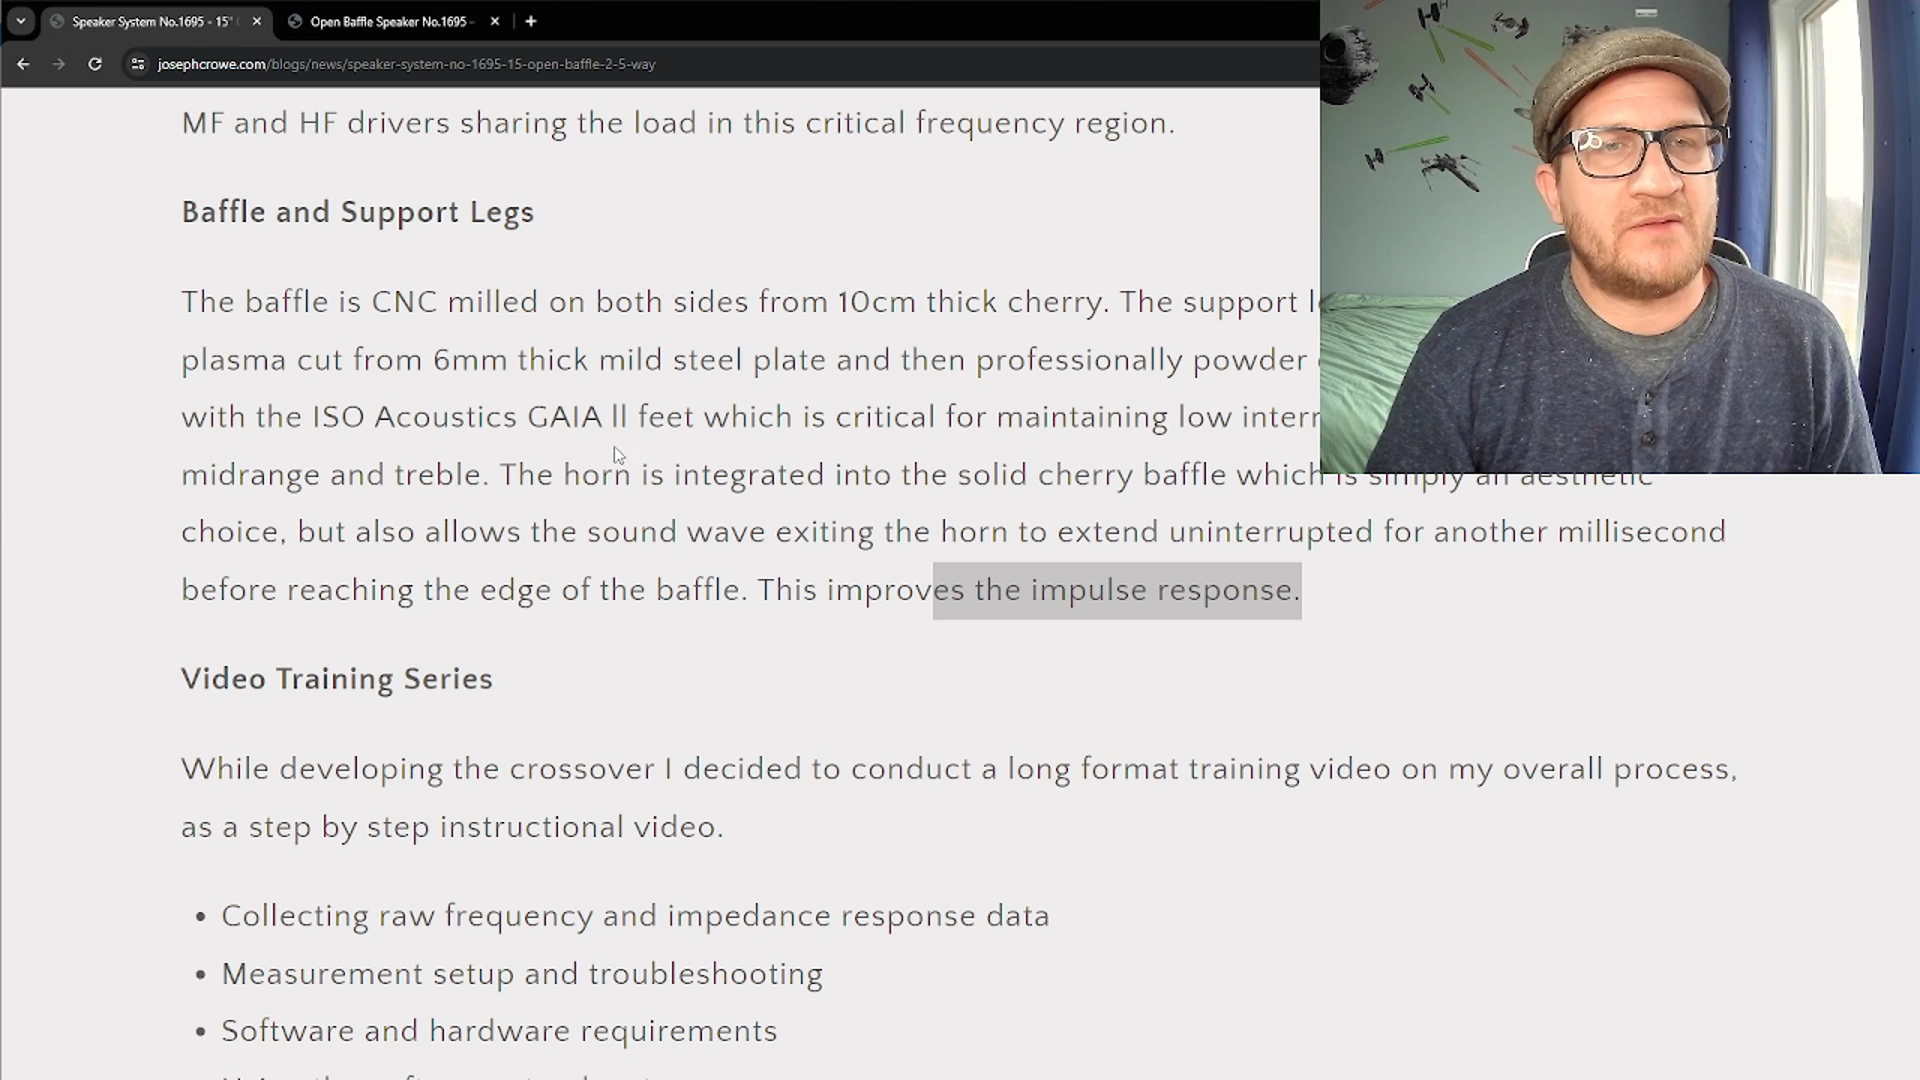 Speaker System No.1695 - 15"
Open Baffle Speaker No.1695 -
josephcrowe.com/blogs/news/speaker-system-no-1695-15-open-baffle-2-5-way
MF and HF drivers sharing the load in this critical frequency region.
Baffle and Support Legs
The baffle is CNC milled on both sides from 10cm thick cherry. The support
plasma cut from 6mm thick mild steel plate and then professionally powder
with the ISO Acoustics GAIA ll feet which is critical for maintaining low
midrange and treble. The horn is integrated into the solid cherry baffle which is simply an aesthetic
choice, but also allows the sound wave exiting the horn to extend uninterrupted for another millisecond
before reaching the edge of the baffle. This improves the impulse response.
Video Training Series
While developing the crossover I decided to conduct a long format training video on my overall process,
as a step by step instructional video.
• Collecting raw frequency and impedance response data
• Measurement setup and troubleshooting
• Software and hardware requirements